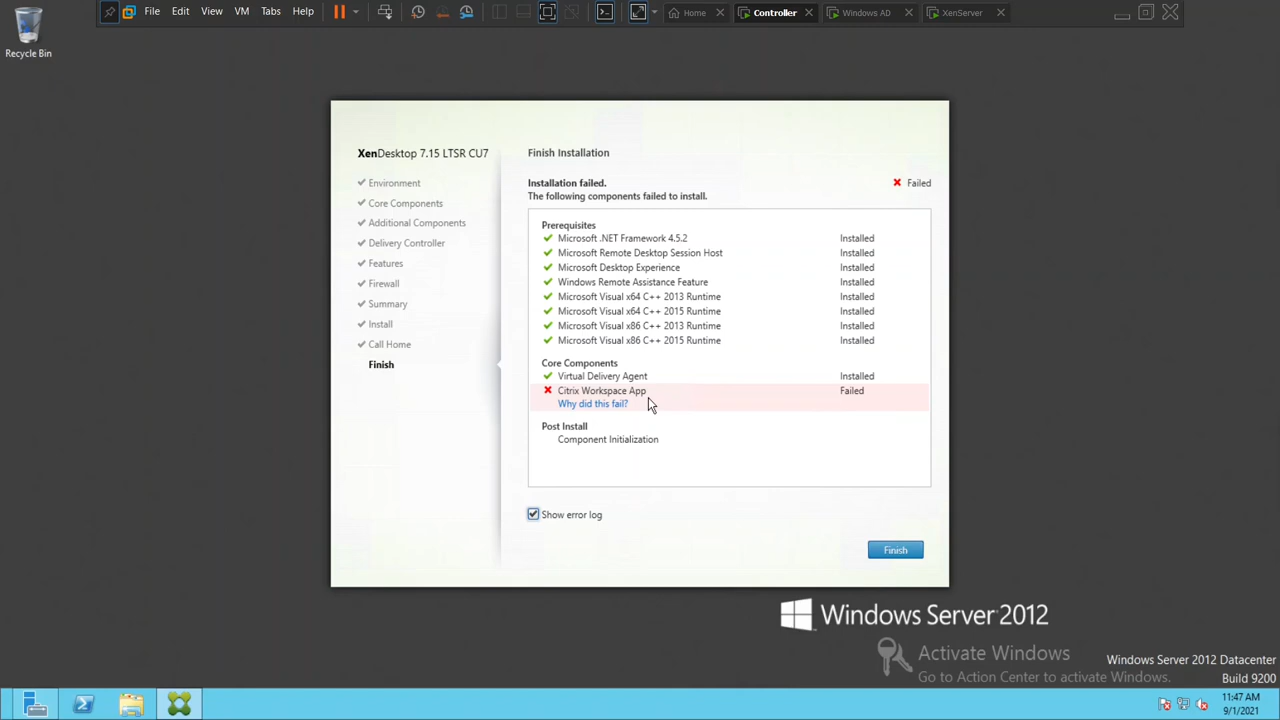 File Edit View VM Tabs Help Home Controller Windows AD XenServer
Recycle Bin
XenDesktop 7.15 LTSR CU7
Environment
Core Components
Additional Components
Delivery Controller
Features
Firewall
Summary
Install
Call Home
Finish
Finish Installation
Installation failed. Failed
The following components failed to install.
Prerequisites
Microsoft .NET Framework 4.5.2 Installed
Microsoft Remote Desktop Session Host Installed
Microsoft Desktop Experience Installed
Windows Remote Assistance Feature Installed
Microsoft Visual x64 C++ 2013 Runtime Installed
Microsoft Visual x64 C++ 2015 Runtime Installed
Microsoft Visual x86 C++ 2013 Runtime Installed
Microsoft Visual x86 C++ 2015 Runtime Installed
Core Components
Virtual Delivery Agent Installed
Citrix Workspace App Failed
Why did this fail?
Post Install
Component Initialization
Show error log
Finish
Windows Server 2012
Activate Windows
Go to Action Center to activate Windows.
Windows Server 2012 Datacenter
Build 9200
11:47 AM
9/1/2021